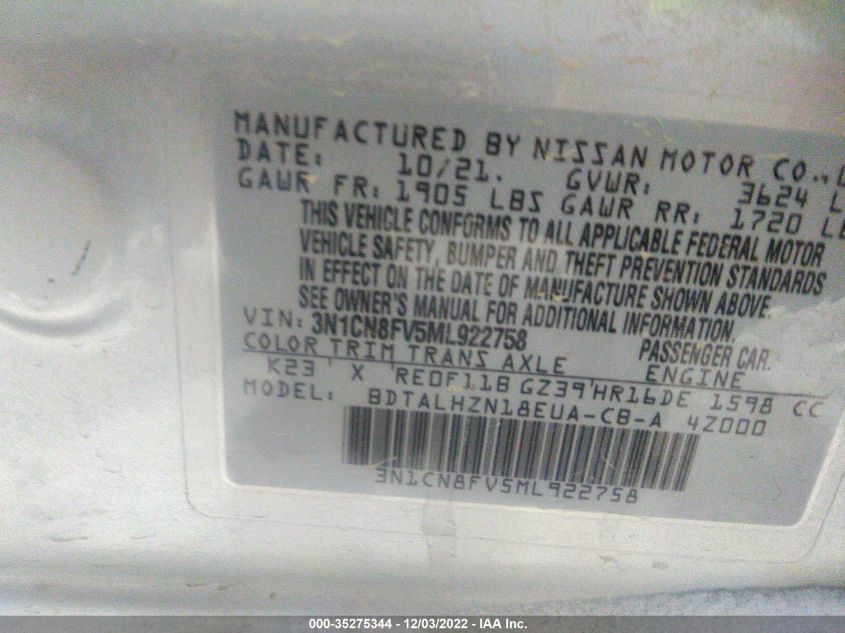 MANUFACTURED BY NISSAN MOTOR CO.,
DATE: 10/21. GVWR: 3624 L
GAWR FR: 1905 LBS GAWR RR: 1720 LB
THIS VEHICLE CONFORMS TO ALL APPLICABLE FEDERAL MOTOR
VEHICLE SAFETY, BUMPER AND THEFT PREVENTION STANDARDS
IN EFFECT ON THE DATE OF MANUFACTURE SHOWN ABOVE.
SEE OWNER'S MANUAL FOR ADDITIONAL INFORMATION.
VIN: 3N1CN8FV5ML922758 PASSENGER CAR.
COLOR TRIM TRANS AXLE ENGINE
K23 X RE0F11B GZ39 HR16DE 1598 CC
MODEL: BDTALHZN18EUA-CB-A 4Z000
3N1CN8FV5ML922758
000-35275344 - 12/03/2022 - IAA Inc.